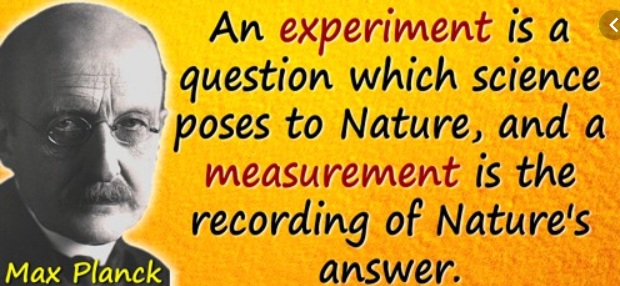 An experiment is a
question which science
poses to Nature, and a
measurement is the
recording of Nature's
answer.
Max Planck